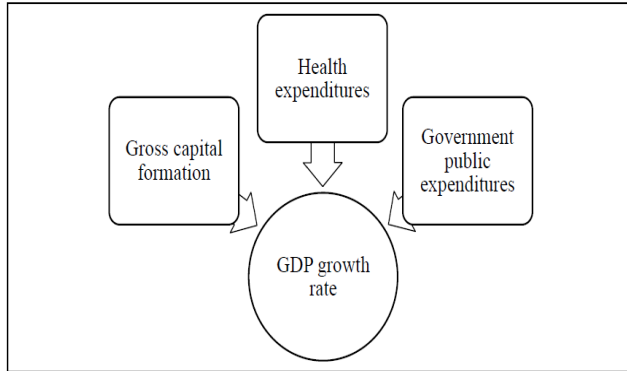 Health
expenditures
Gross capital
formation
Government
public
expenditures
GDP growth
rate